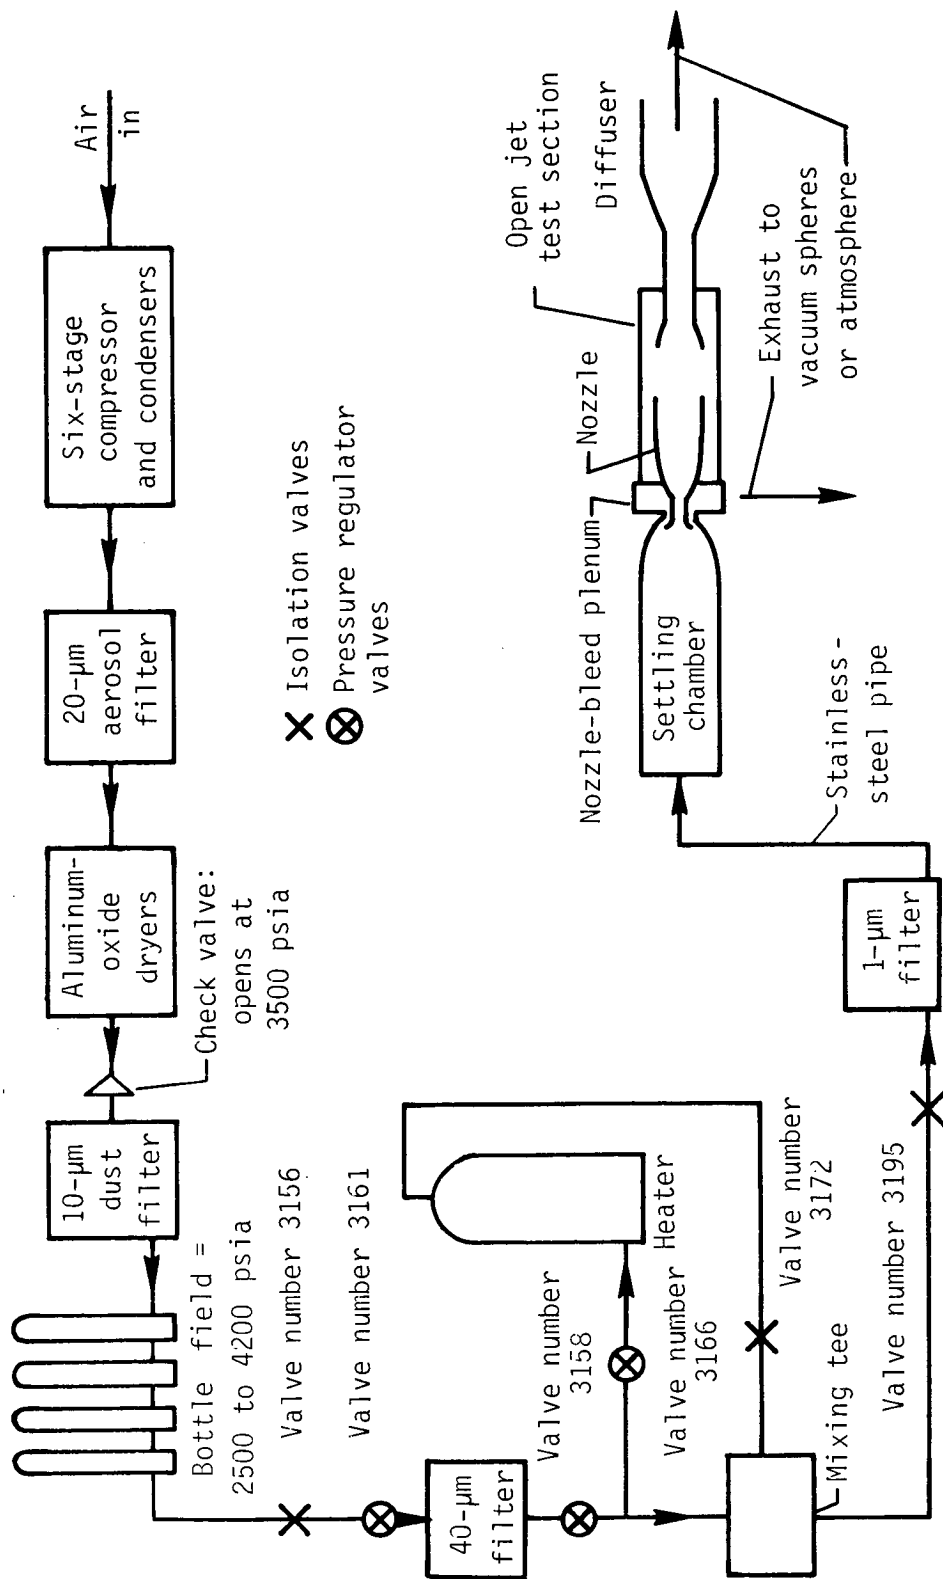 Air
in
Six-stage
compressor
and condensers
20-μm
aerosol
filter
Aluminum-
oxide
dryers
Check valve:
opens at
3500 psia
10-μm
dust
filter
Bottle field =
2500 to 4200 psia
Isolation valves
Pressure regulator
valves
Valve number 3156
Valve number 3161
40-μm
filter
Valve number
3158
Heater
Valve number
3166
Valve number
3172
Mixing tee
Valve number 3195
1-μm
filter
Stainless-
steel pipe
Settling
chamber
Nozzle-bleed plenum
Nozzle
Open jet
test section
Diffuser
Exhaust to
vacuum spheres
or atmosphere